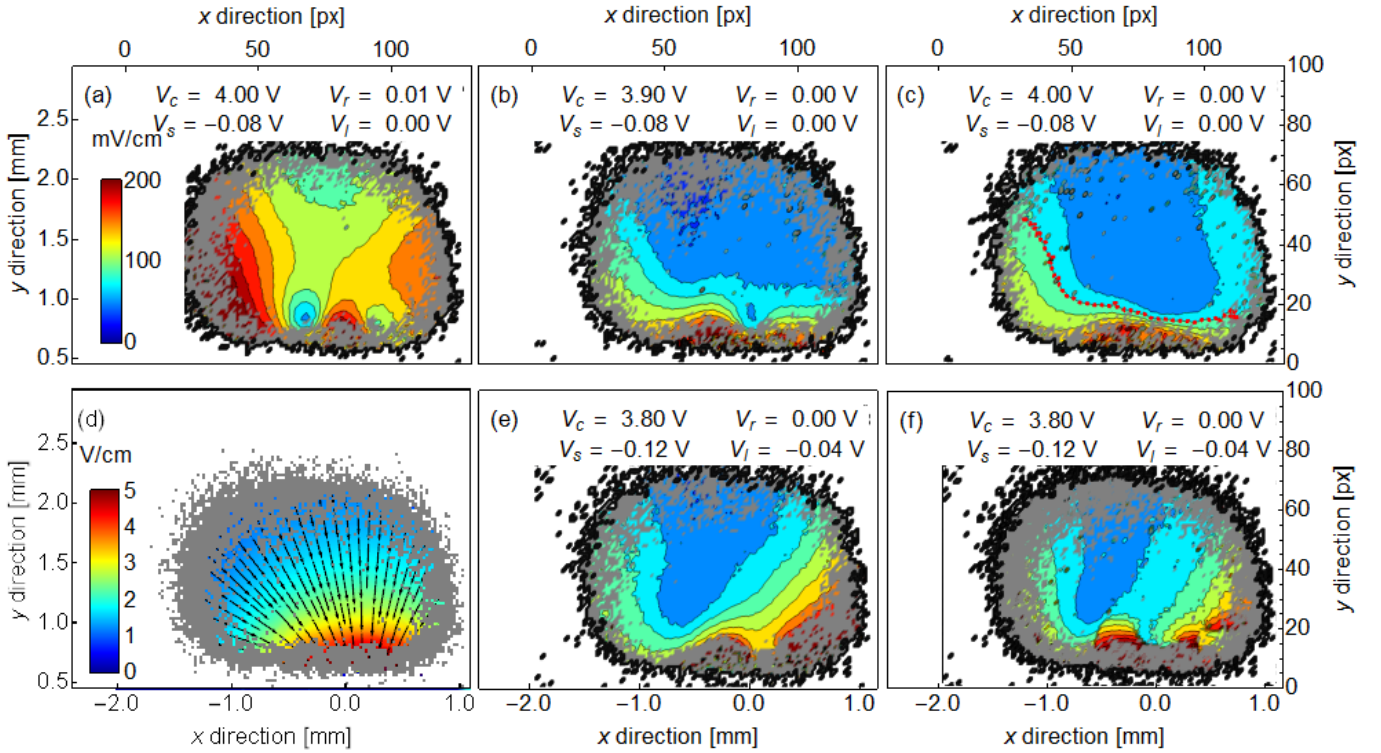 x direction [px]
x direction [px]
x direction [px]
0 50 100
0 50 100
0 50 100
(a) V_c = 4.00 V V_r = 0.01 V
V_s = −0.08 V V_l = 0.00 V
(b) V_c = 3.90 V V_r = 0.00 V
V_s = −0.08 V V_l = 0.00 V
(c) V_c = 4.00 V V_r = 0.00 V
V_s = −0.08 V V_l = 0.00 V
mV/cm
200
100
0
y direction [mm]
2.5
2.0
1.5
1.0
0.5
100
80
60
40
20
0
y direction [px]
(d)
V/cm
5
4
3
2
1
0
y direction [mm]
2.5
2.0
1.5
1.0
0.5
(e) V_c = 3.80 V V_r = 0.00 V
V_s = −0.12 V V_l = −0.04 V
(f) V_c = 3.80 V V_r = 0.00 V
V_s = −0.12 V V_l = −0.04 V
100
80
60
40
20
0
y direction [px]
−2.0 −1.0 0.0 1.0
−2.0 −1.0 0.0 1.0
−2.0 −1.0 0.0 1.0
x direction [mm]
x direction [mm]
x direction [mm]